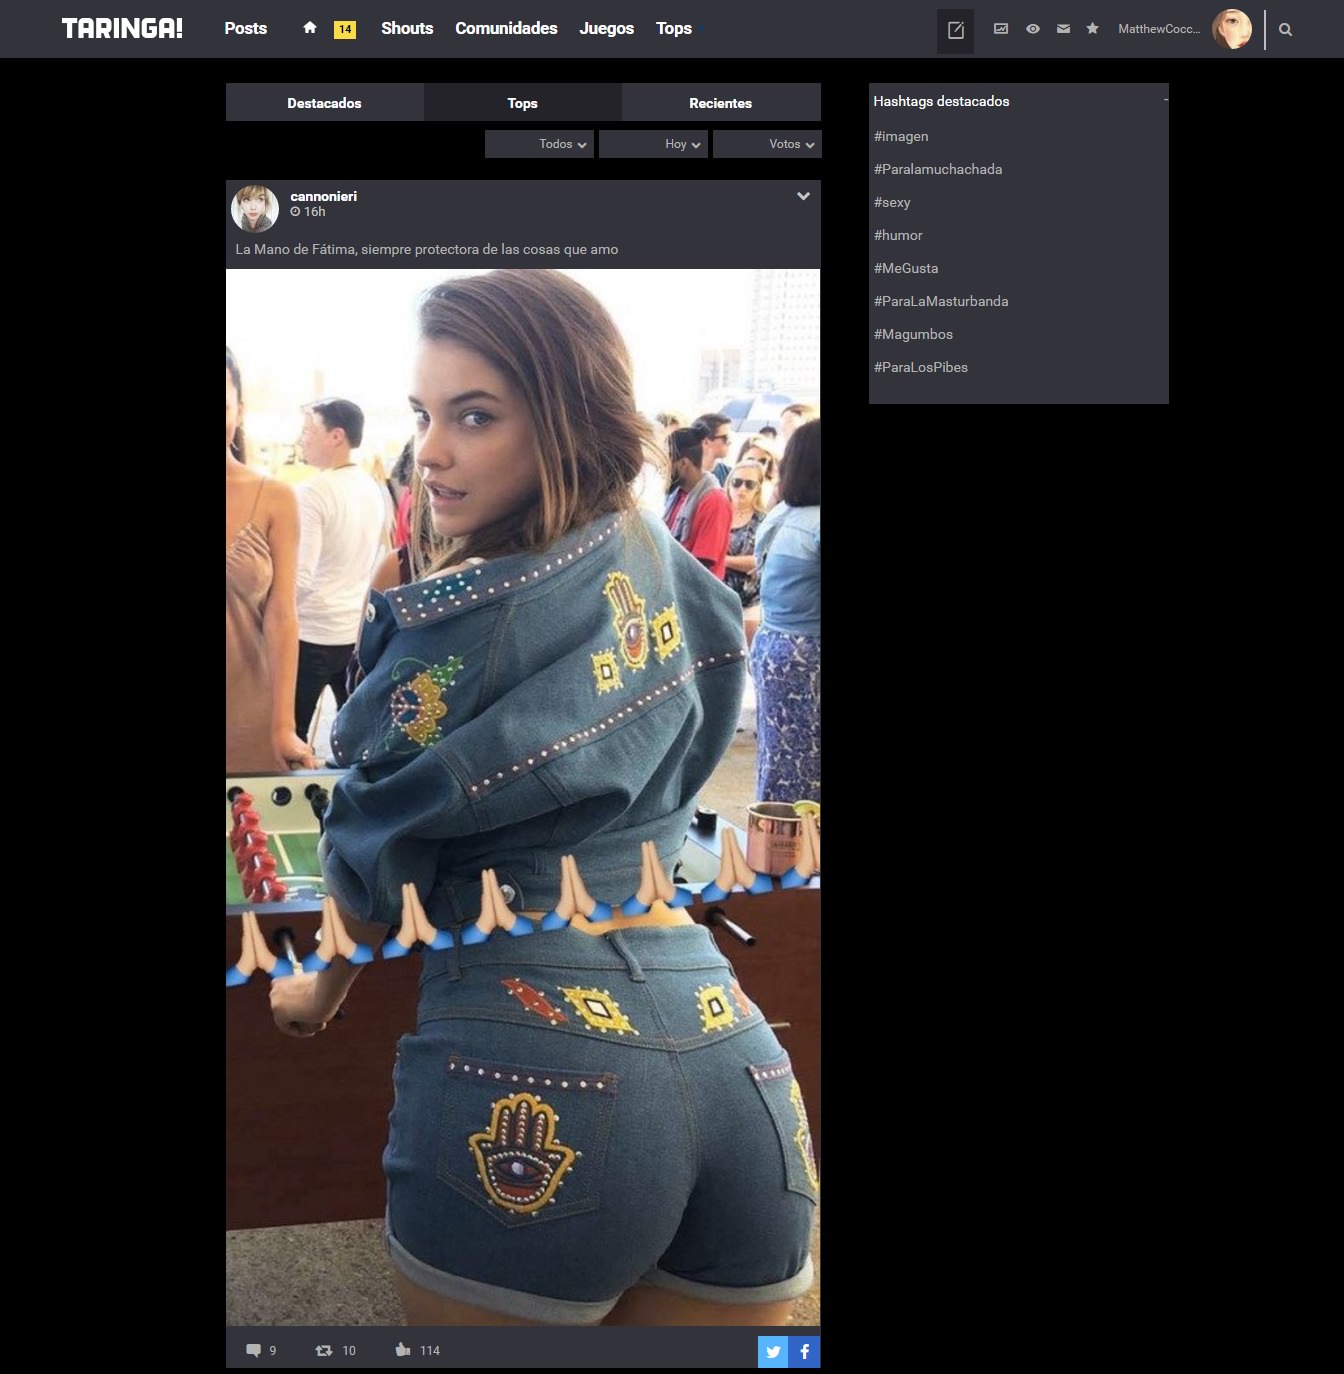 TARINGA!
Posts
14
Shouts
Comunidades
Juegos
Tops
MatthewCocc...
Destacados
Tops
Recientes
Todos
Hoy
Votos
cannonieri
16h
La Mano de Fátima, siempre protectora de las cosas que amo
9
10
114
Hashtags destacados
-
#imagen
#Paralamuchachada
#sexy
#humor
#MeGusta
#ParaLaMasturbanda
#Magumbos
#ParaLosPibes